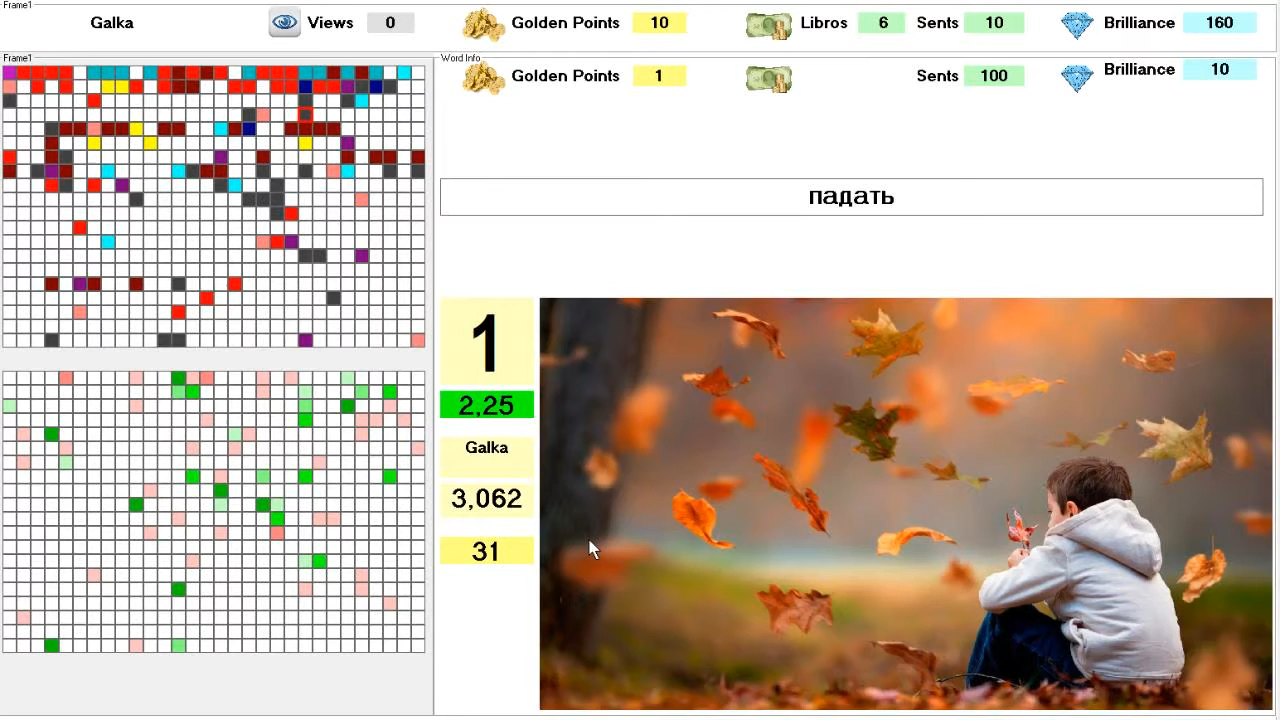 Frame1
Galka Views 0 Golden Points 10 Libros 6 Sents 10 Brilliance 160
Frame1
Word Info
Golden Points 1 Sents 100 Brilliance 10
падать
1
2,25
Galka
3,062
31